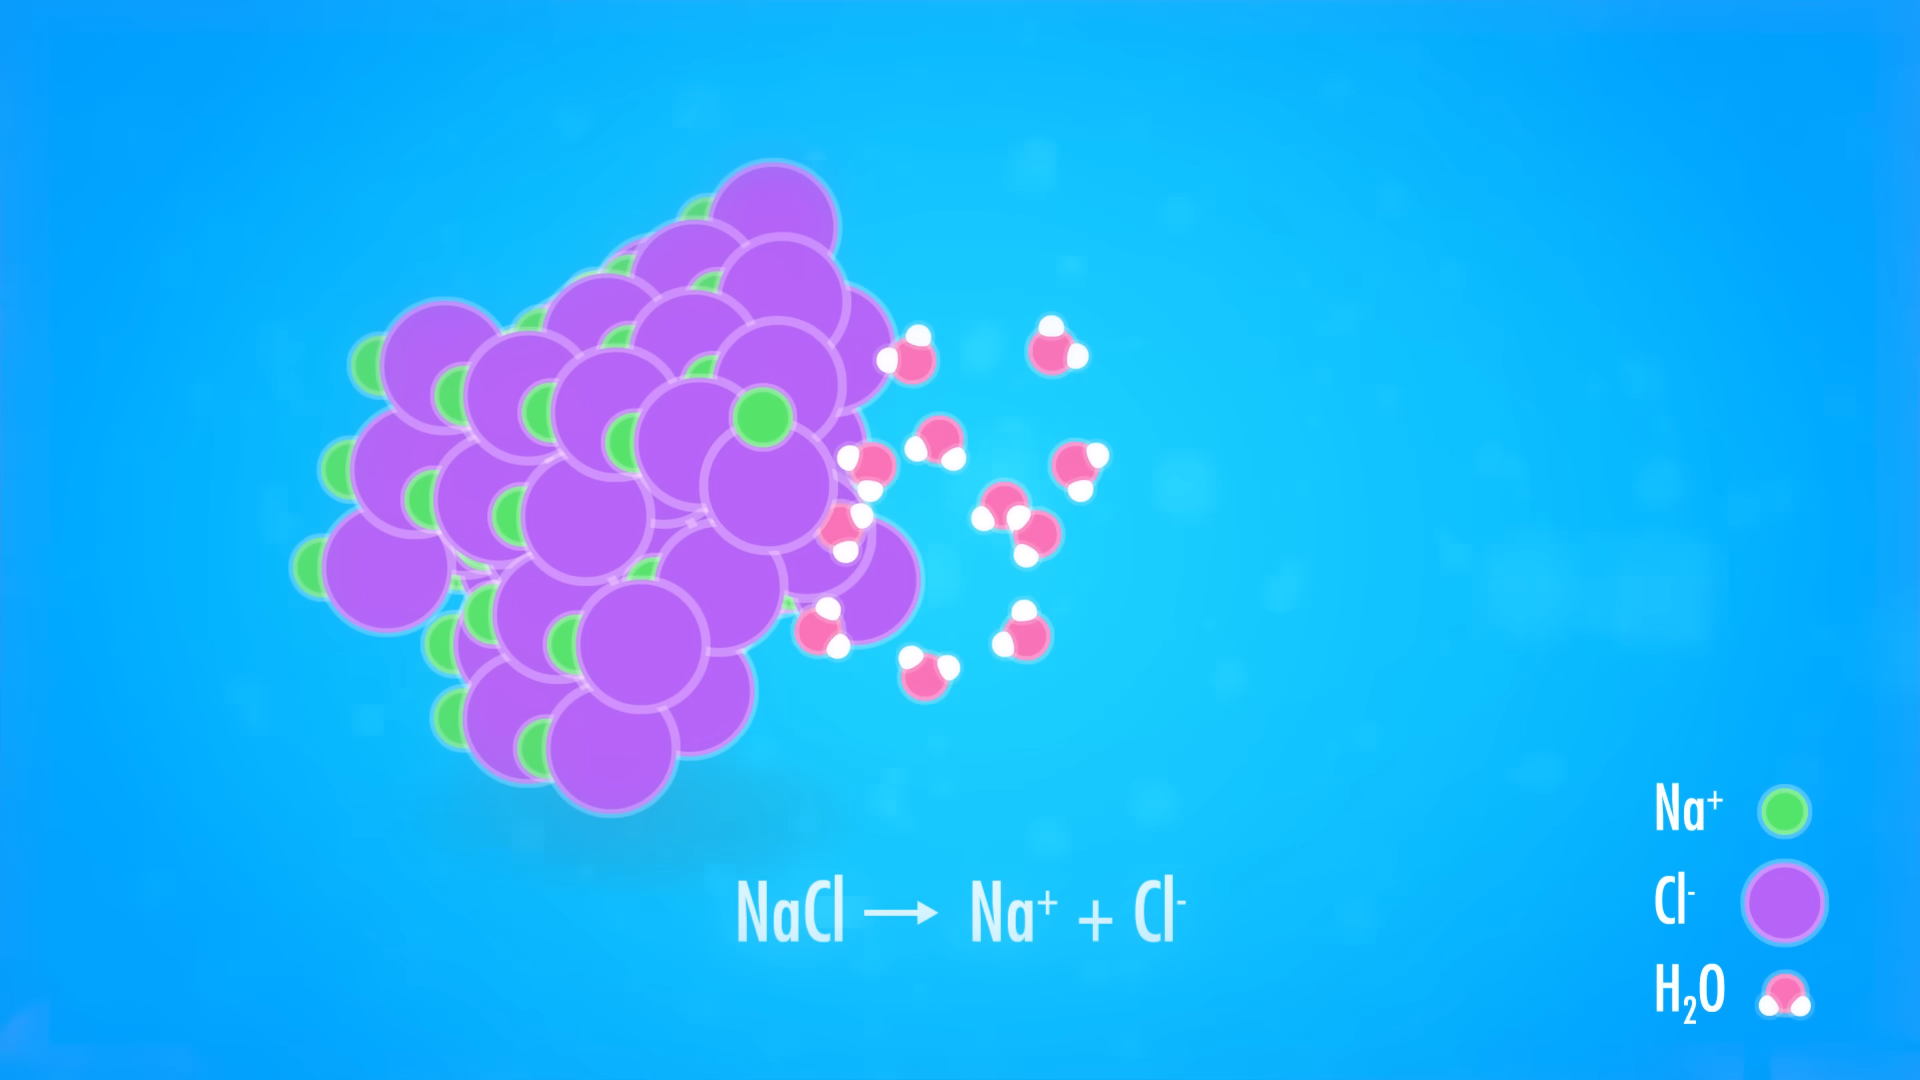 NaCl → Na⁺ + Cl⁻
Na⁺
Cl⁻
H₂O